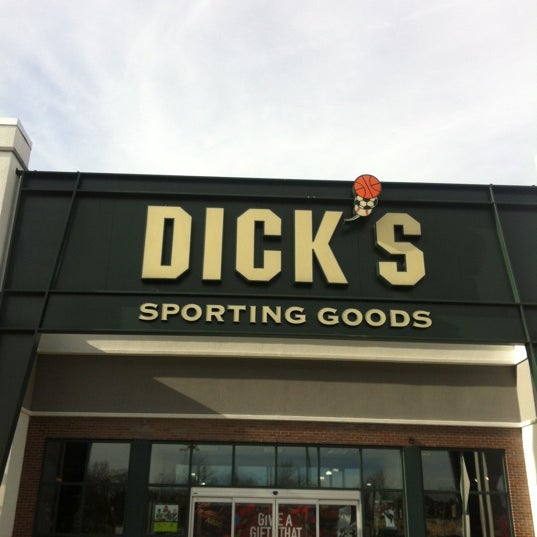 DICK'S
SPORTING GOODS
GIVE A
GIFT THAT